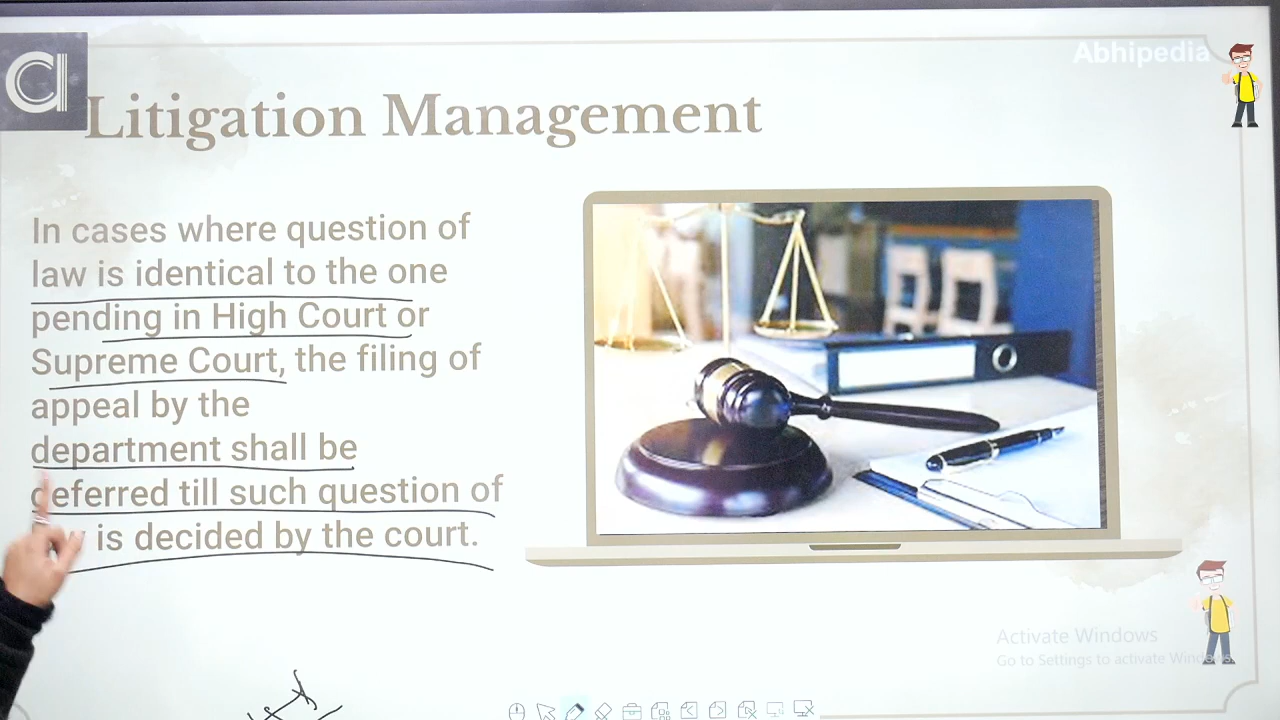 Abhipedia
a
Litigation Management
In cases where question of
law is identical to the one
pending in High Court or
Supreme Court, the filing of
appeal by the
department shall be
deferred till such question of
is decided by the court.
Activate Windows
Go to Settings to activate Windows.